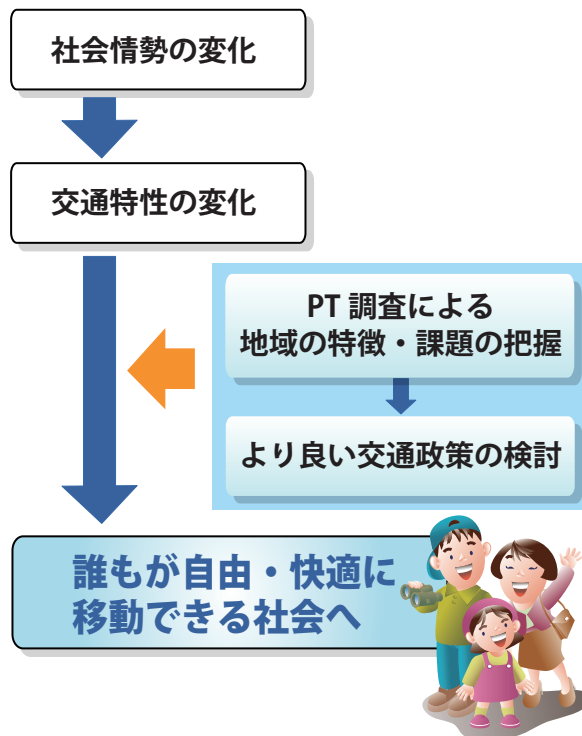 社会情勢の変化
交通特性の変化
PT 調査による
地域の特徴・課題の把握
より良い交通政策の検討
誰もが自由・快適に
移動できる社会へ